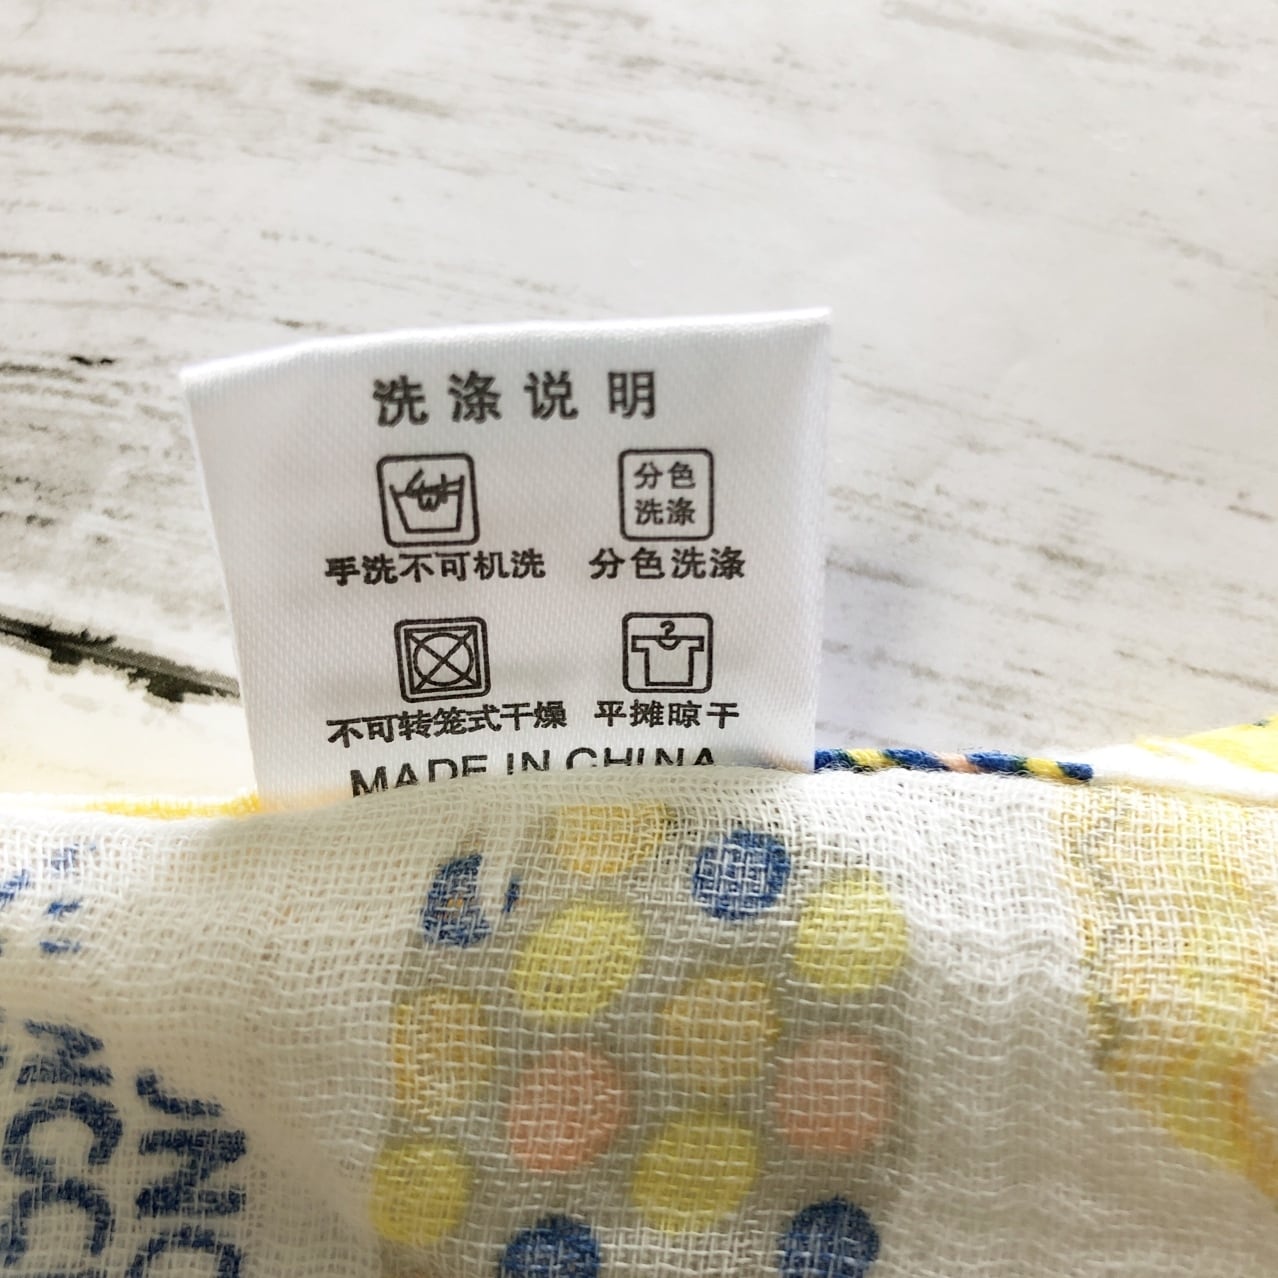 洗涤说明
分色
洗涤
手洗不可机洗 分色洗涤
不可转笼式干燥 平摊晾干
MADE IN CHINA